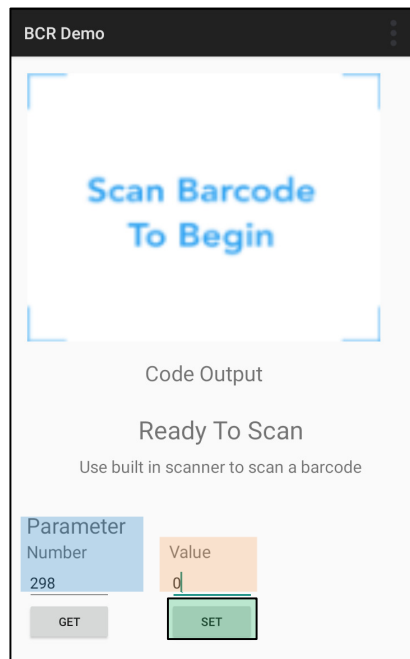 BCR Demo
Scan Barcode
To Begin
Code Output
Ready To Scan
Use built in scanner to scan a barcode
Parameter
Number
Value
298
0
GET
SET